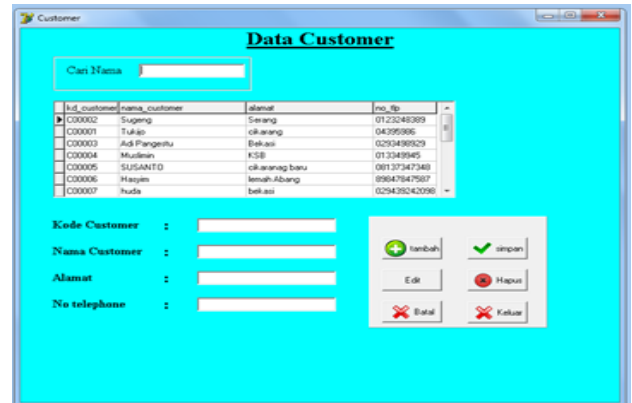 Customer
Data Customer
Cari Nama
kd_customer nama_customer alamat no_tlp
C00002 Sugeng Serang 0123248389
C00001 Tukijo cikarang 04395986
C00003 Adi Pangestu Bekasi 0293498929
C00004 Muslimin KSB 013349945
C00005 SUSANTO cikaranag baru 08137347348
C00006 Hasyim lemah Abang 89847847587
C00007 huda bekasi 029439242098
Kode Customer :
Nama Customer :
Alamat :
No telephone :
tambah simpan
Edit Hapus
Batal Keluar